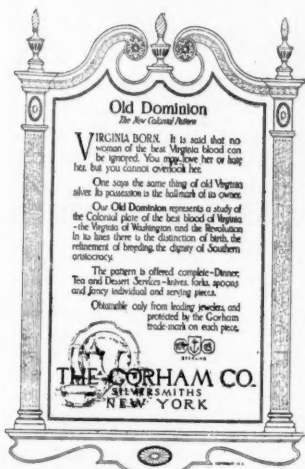 Old Dominion
The New Colonial Pattern
VIRGINIA BORN. It is said that no
woman of the best Virginia blood can
be ignored. You may love her or hate
her, but you cannot overlook her.
One says the same thing of old Virginia
silver. Its possession is the hallmark of its owner.
Our Old Dominion represents a study of
the Colonial plate of the best blood of Virginia
-the Virginia of Washington and the Revolution
In its lines there is the distinction of birth, the
refinement of breeding, the dignity of Southern
aristocracy.
The pattern is offered complete-Dinner,
Tea and Dessert Services-knives, forks, spoons
and fancy individual and serving pieces.
Obtainable only from leading jewelers, and
protected by the Gorham
trade-mark on each piece.
STERLING
THE GORHAM CO.
SILVERSMITHS
NEW YORK
COPYRIGHT